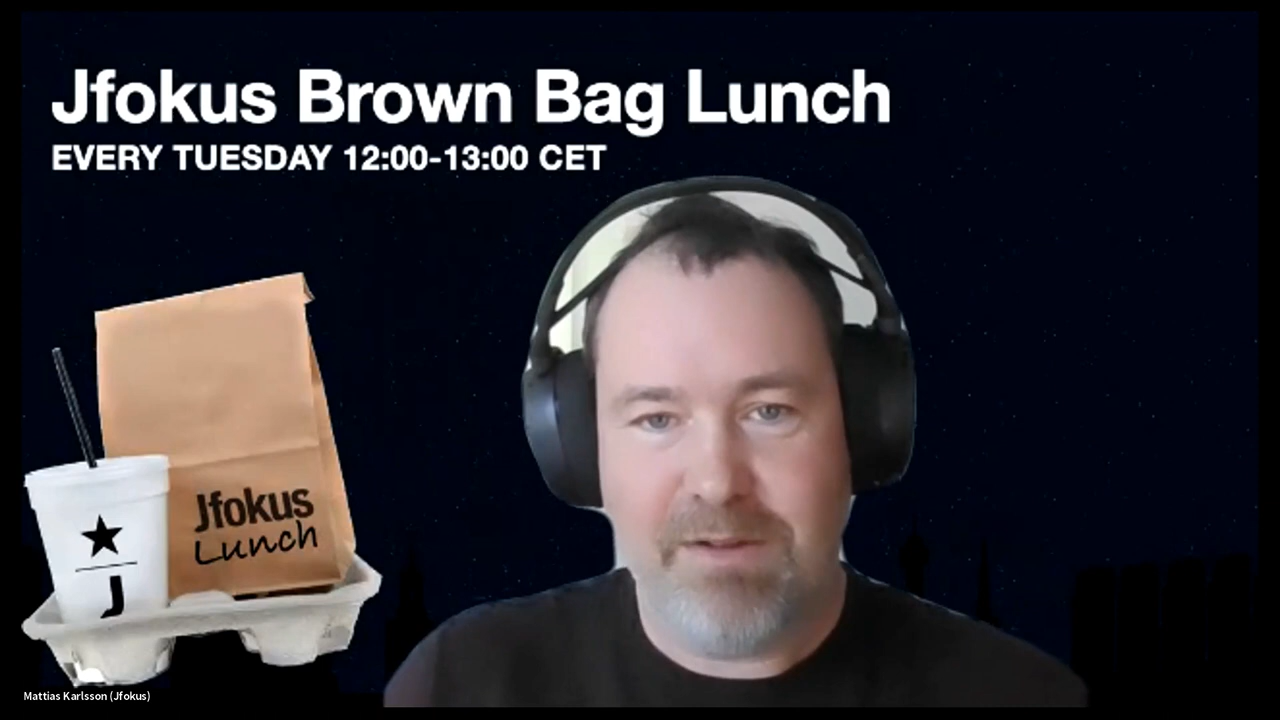 Jfokus Brown Bag Lunch
EVERY TUESDAY 12:00-13:00 CET
Jfokus
Lunch
J
Mattias Karlsson (Jfokus)